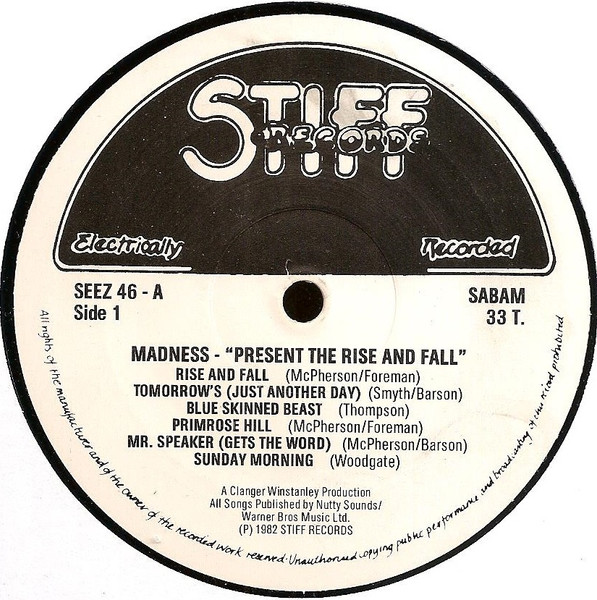 STIFF
RECORDS
Electrically Recorded
SEEZ 46 - A SABAM
Side 1 33 T.
MADNESS - “PRESENT THE RISE AND FALL”
RISE AND FALL (McPherson/Foreman)
TOMORROW'S (JUST ANOTHER DAY) (Smyth/Barson)
BLUE SKINNED BEAST (Thompson)
PRIMROSE HILL (McPherson/Foreman)
MR. SPEAKER (GETS THE WORD) (McPherson/Barson)
SUNDAY MORNING (Woodgate)
A Clanger Winstanley Production
All Songs Published by Nutty Sounds/
Warner Bros Music Ltd.
(P) 1982 STIFF RECORDS
All rights of the manufacturer and of the owner of the recorded work reserved. Unauthorised copying public performance and broadcasting of this record prohibited